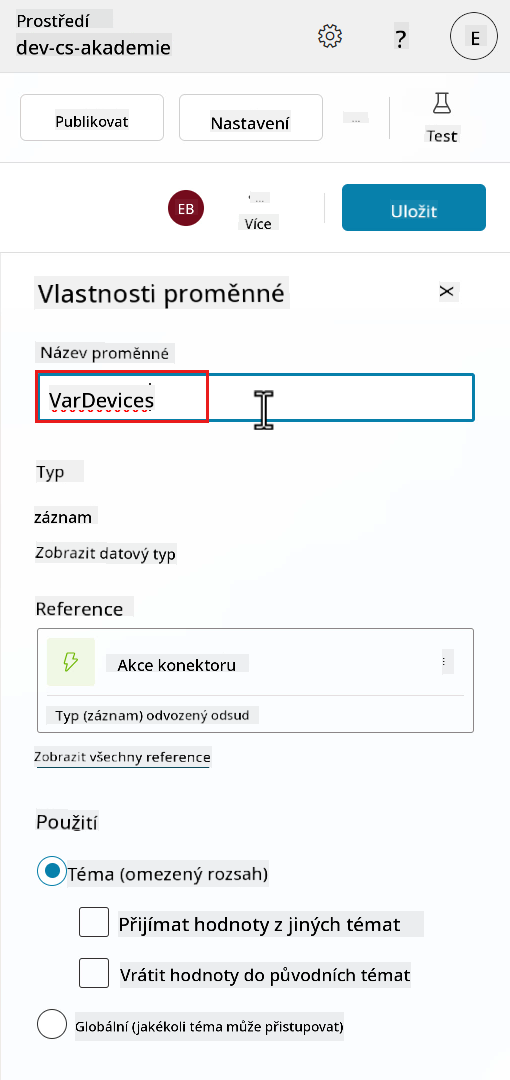 Prostředí
dev-cs-akademie
?
E
Publikovat
Nastavení
...
Test
EB
...
Více
Uložit
Vlastnosti proměnné
Název proměnné
VarDevices
Typ
záznam
Zobrazit datový typ
Reference
Akce konektoru
Typ (záznam) odvozený odsud
Zobrazit všechny reference
Použití
Téma (omezený rozsah)
Přijímat hodnoty z jiných témat
Vrátit hodnoty do původních témat
Globální (jakékoli téma může přistupovat)